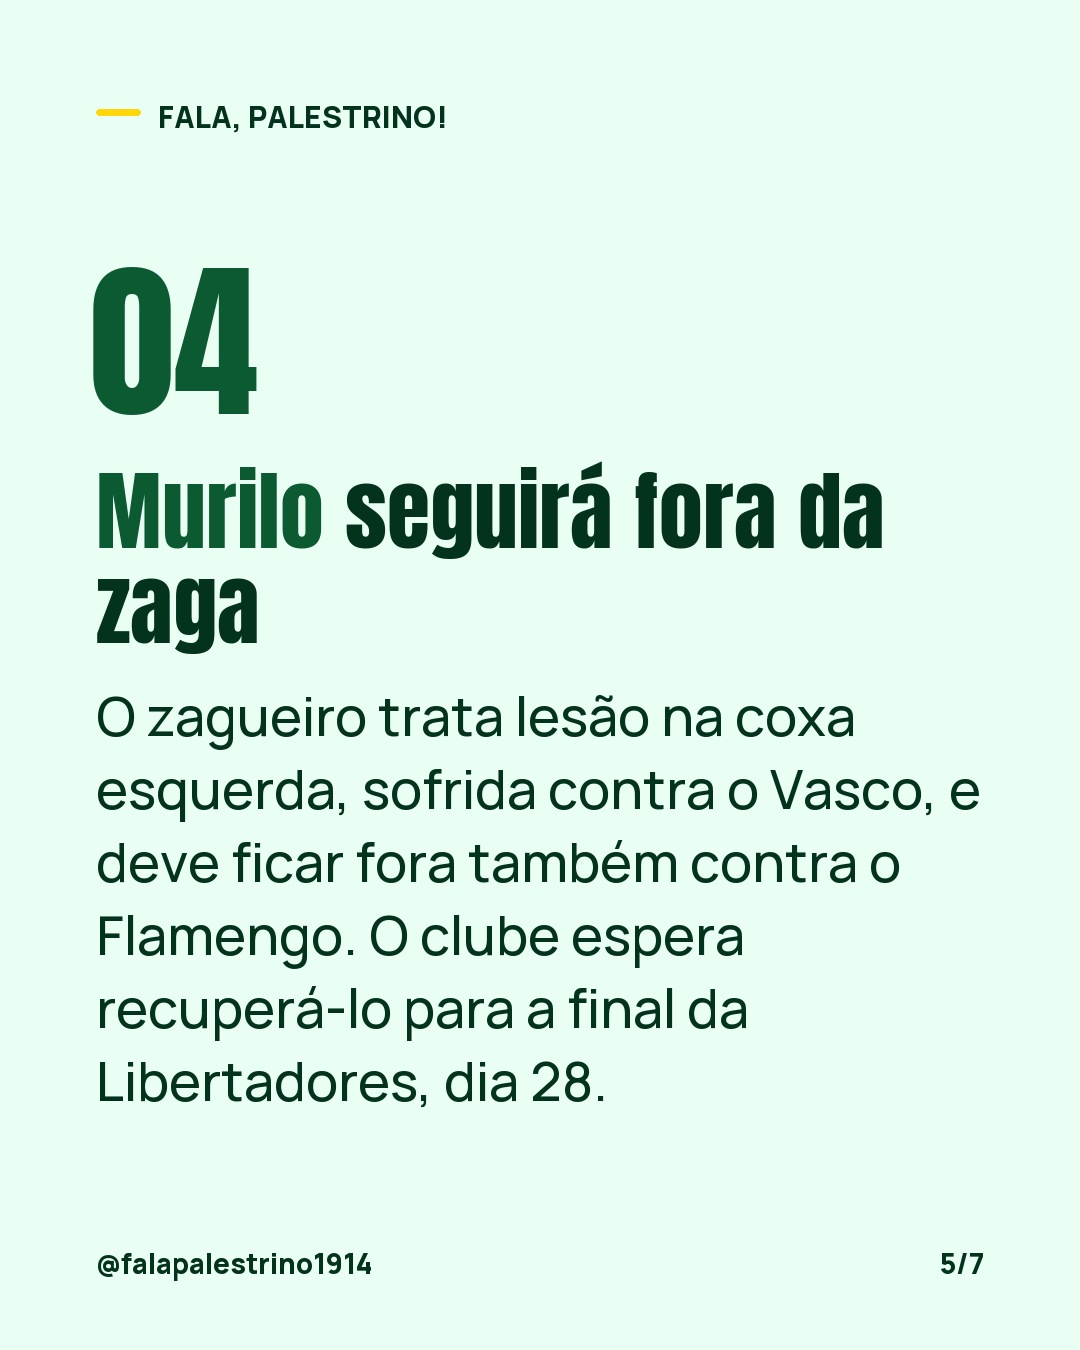 FALA, PALESTRINO!
04
Murilo seguirá fora da
zaga
O zagueiro trata lesão na coxa
esquerda, sofrida contra o Vasco, e
deve ficar fora também contra o
Flamengo. O clube espera
recuperá-lo para a final da
Libertadores, dia 28.
@falapalestrino1914
5/7